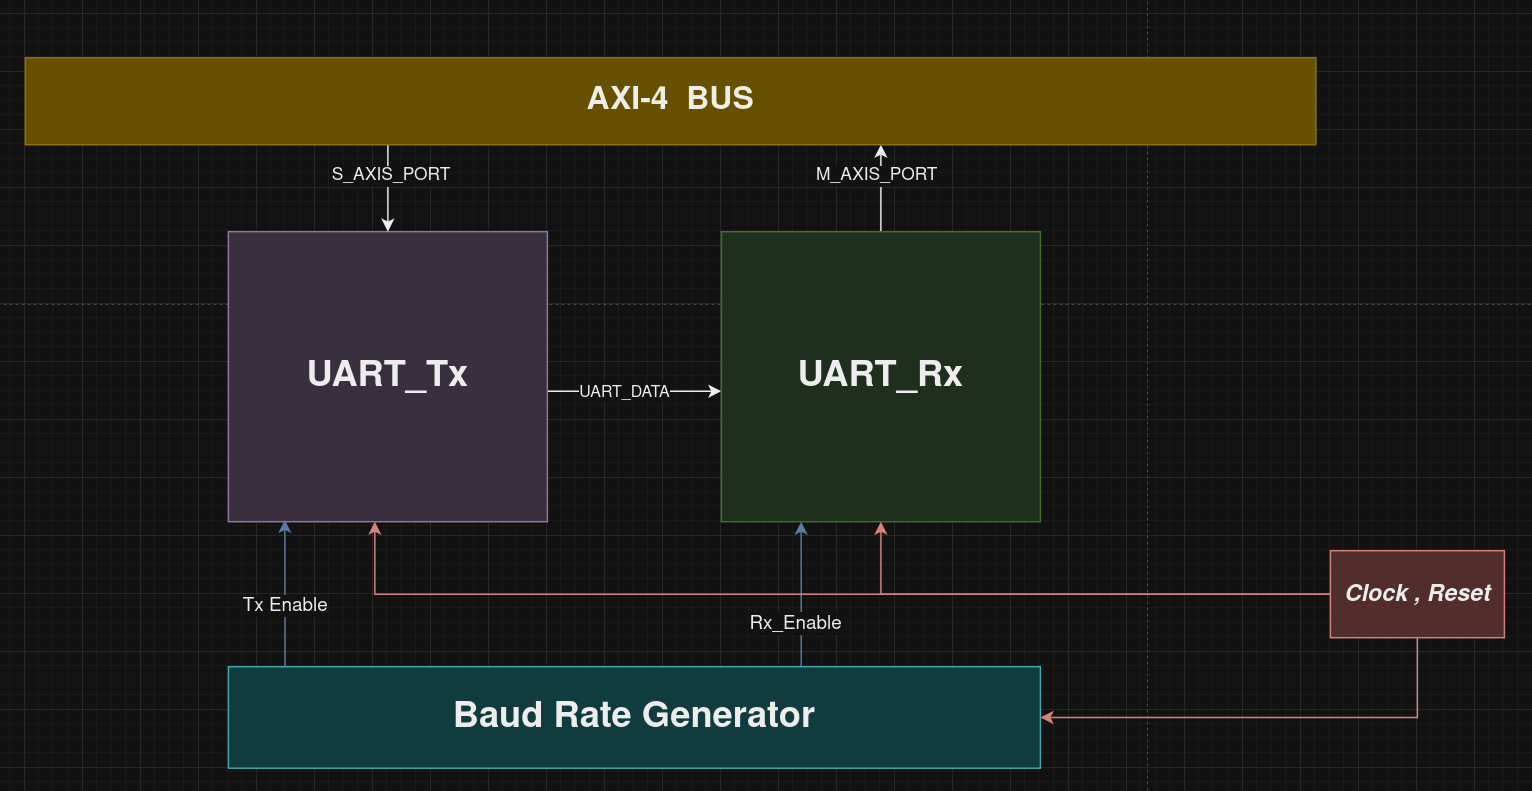 AXI-4  BUS
S_AXIS_PORT
M_AXIS_PORT
UART_Tx
UART_Rx
UART_DATA
Clock , Reset
Tx Enable
Rx_Enable
Baud Rate Generator